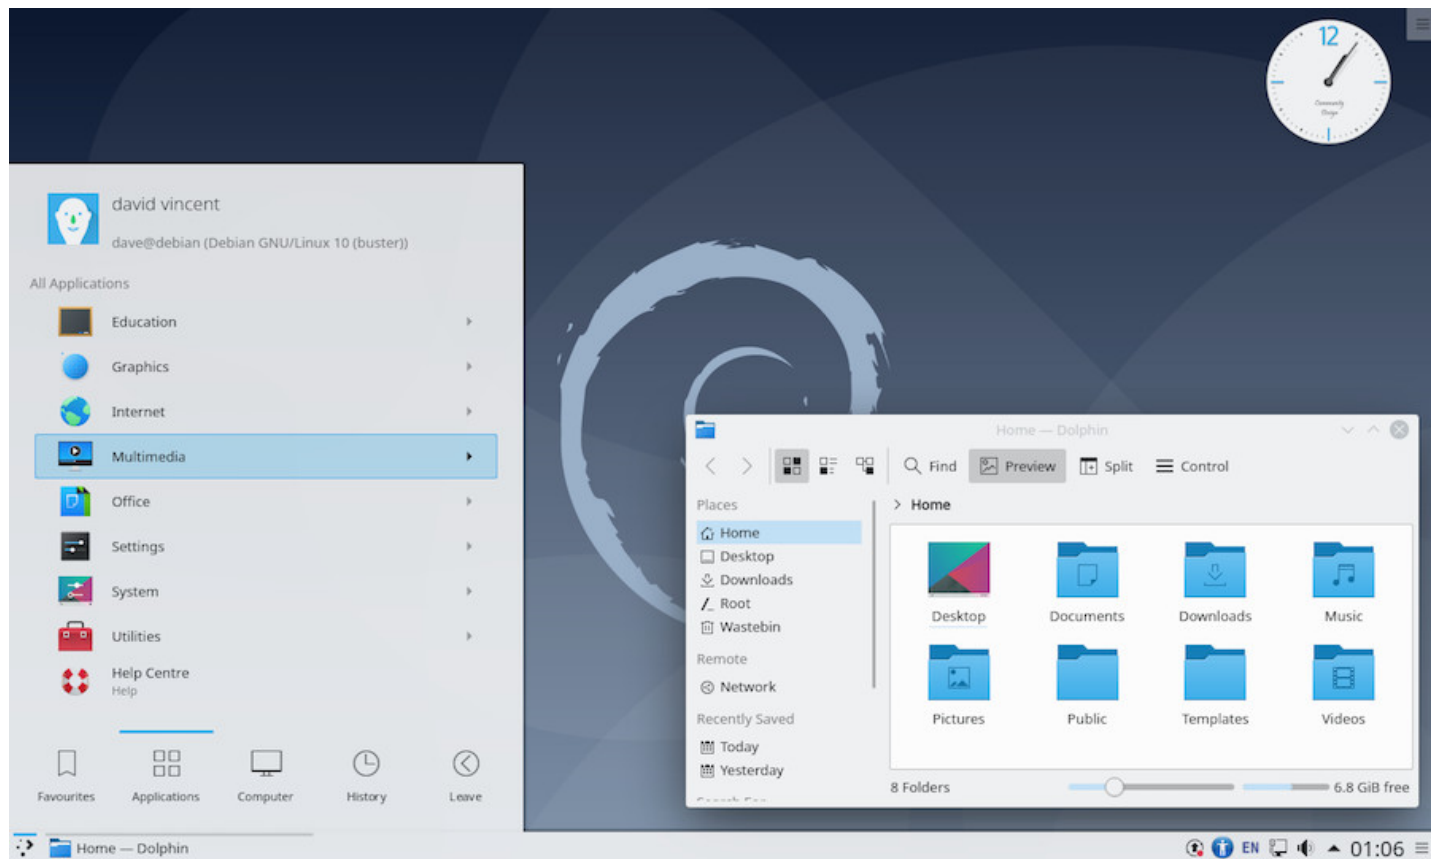 12
Community
Design
david vincent
dave@debian (Debian GNU/Linux 10 (buster))
All Applications
Education
Graphics
Internet
Multimedia
Office
Settings
System
Utilities
Help Centre
Help
Favourites
Applications
Computer
History
Leave
Home — Dolphin
Find
Preview
Split
Control
Places
Home
Desktop
Downloads
Root
Wastebin
Remote
Network
Recently Saved
Today
Yesterday
> Home
Desktop
Documents
Downloads
Music
Pictures
Public
Templates
Videos
8 Folders
6.8 GiB free
Home — Dolphin
EN
01:06